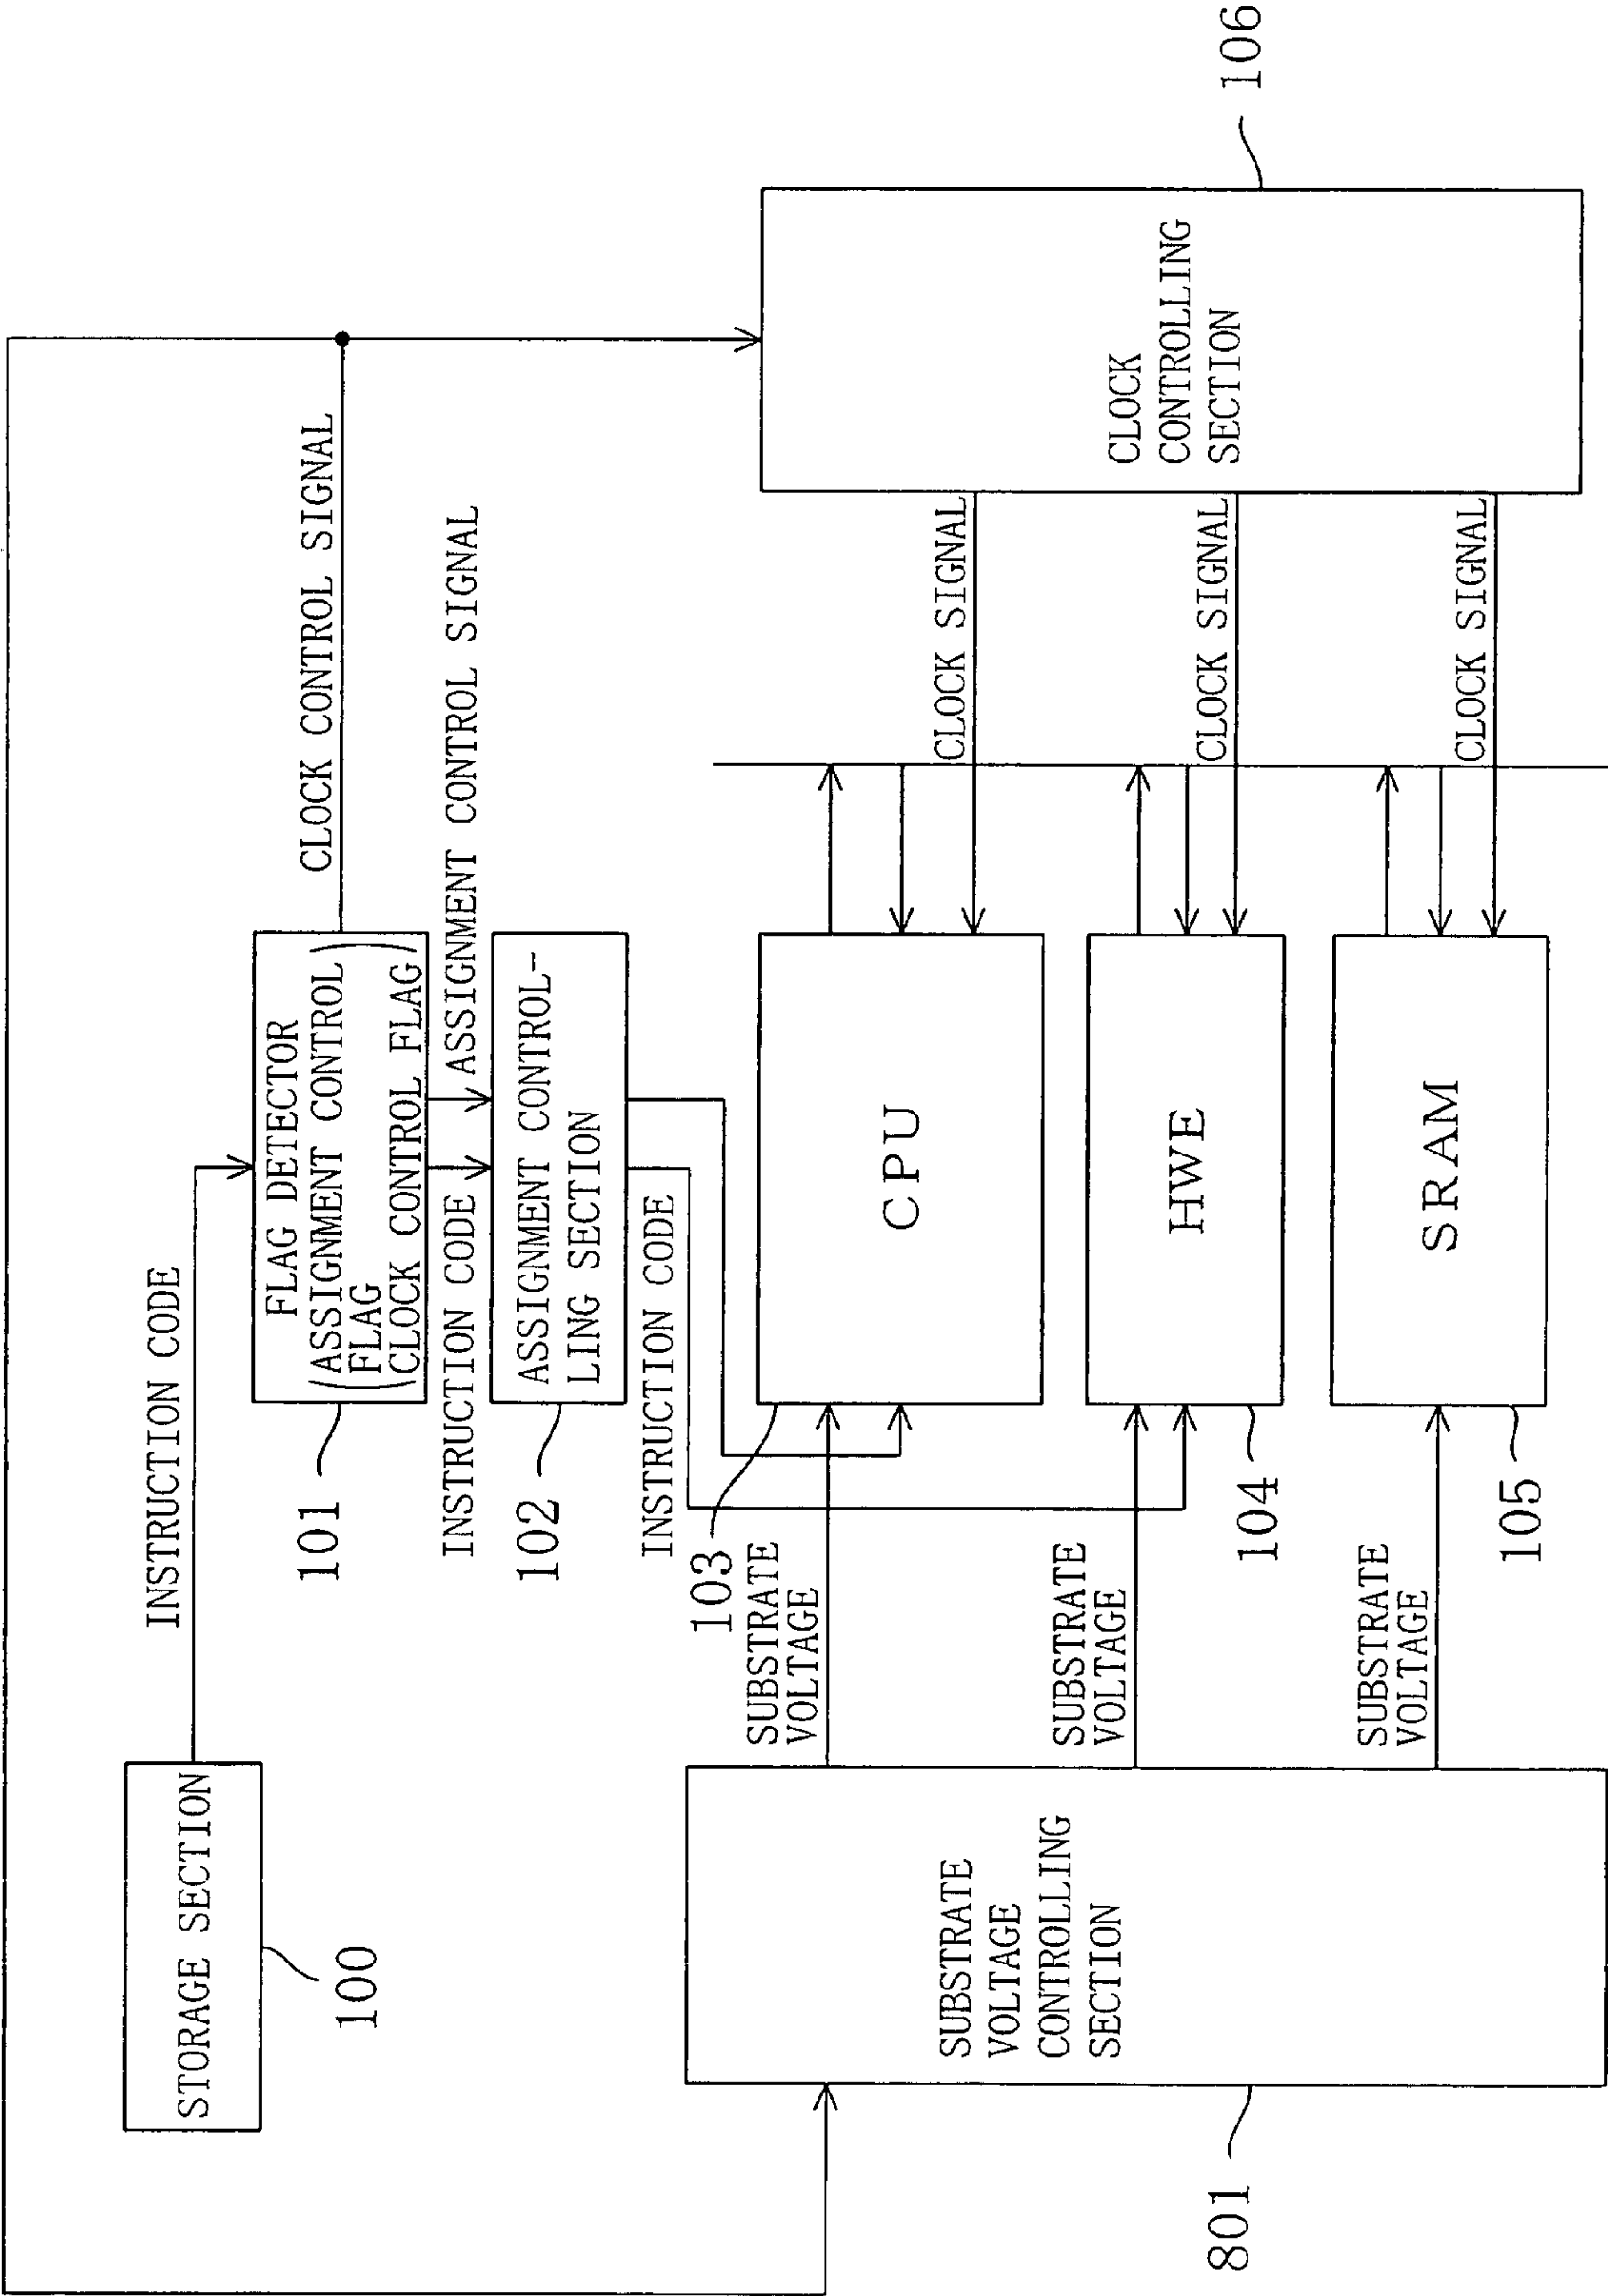 INSTRUCTION CODE
STORAGE SECTION
100
101
FLAG DETECTOR
(ASSIGNMENT CONTROL
FLAG
CLOCK CONTROL FLAG)
CLOCK CONTROL SIGNAL
INSTRUCTION CODE
ASSIGNMENT CONTROL SIGNAL
102
ASSIGNMENT CONTROL-
LING SECTION
INSTRUCTION CODE
103
SUBSTRATE
VOLTAGE
CPU
CLOCK SIGNAL
SUBSTRATE
VOLTAGE
CONTROLLING
SECTION
801
SUBSTRATE
VOLTAGE
HWE
104
CLOCK SIGNAL
CLOCK
CONTROLLING
SECTION
106
SUBSTRATE
VOLTAGE
SRAM
105
CLOCK SIGNAL